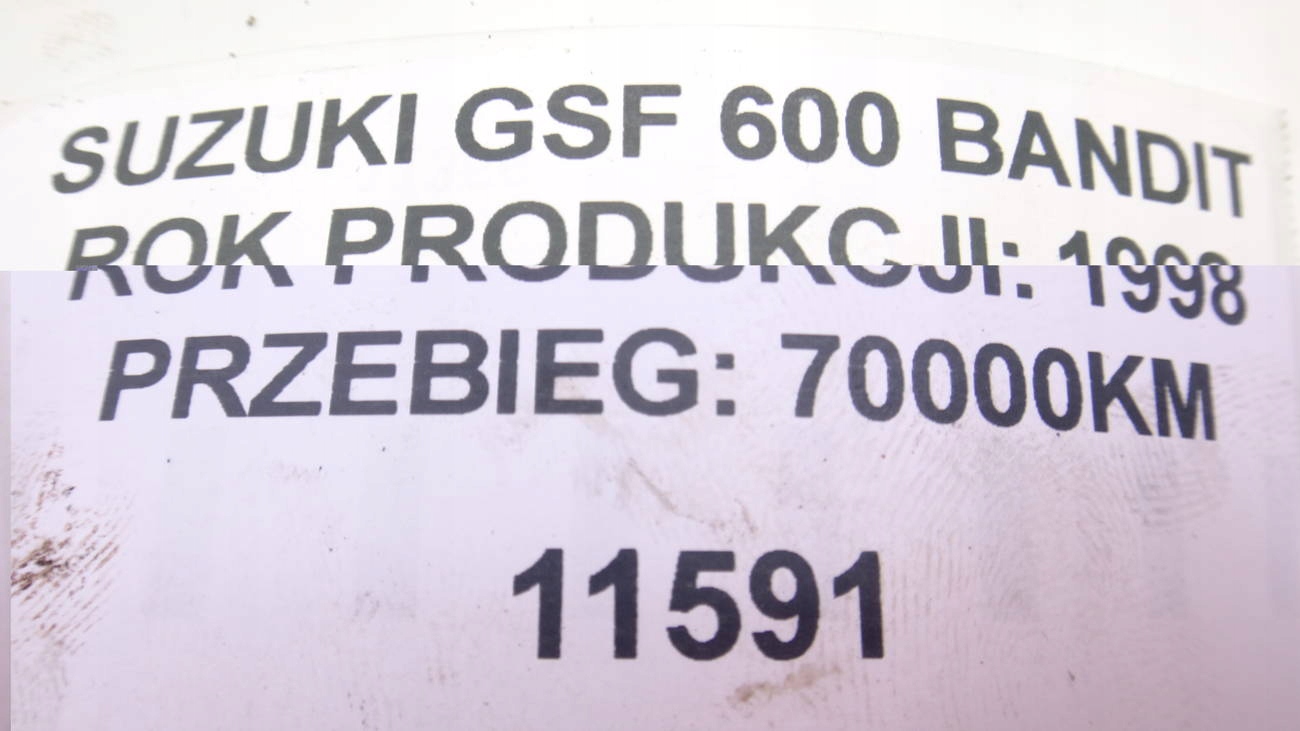 SUZUKI GSF 600 BANDIT
ROK PRODUKCJI: 1998
PRZEBIEG: 70000KM
11591